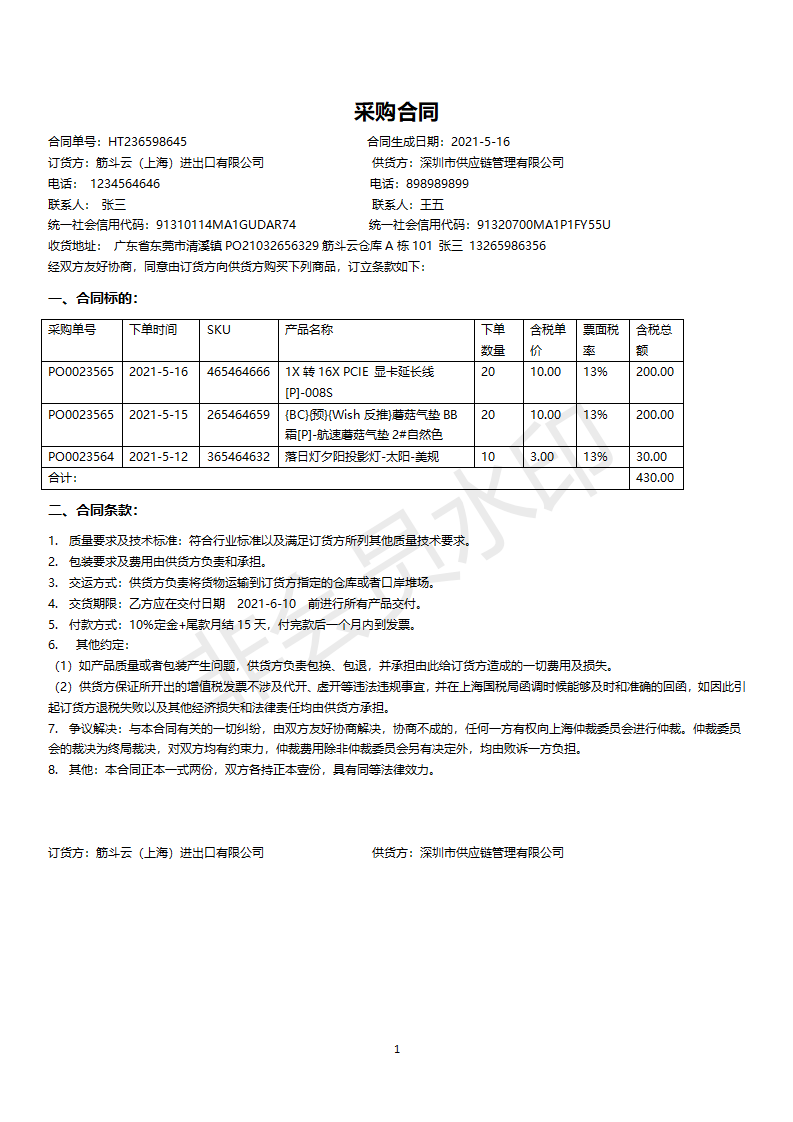 采购合同
合同单号：HT236598645 合同生成日期：2021-5-16
订货方：筋斗云（上海）进出口有限公司 供货方：深圳市供应链管理有限公司
电话： 1234564646 电话：898989899
联系人： 张三 联系人：王五
统一社会信用代码：91310114MA1GUDAR74 统一社会信用代码：91320700MA1P1FY55U
收货地址： 广东省东莞市清溪镇 PO21032656329 筋斗云仓库 A 栋 101 张三 13265986356
经双方友好协商，同意由订货方向供货方购买下列商品，订立条款如下：
一、合同标的：
采购单号 下单时间 SKU 产品名称 下单数量 含税单价 票面税率 含税总额
PO0023565 2021-5-16 465464666 1X 转 16X PCIE 显卡延长线 20 10.00 13% 200.00
[P]-008S
PO0023565 2021-5-15 265464659 {BC}{预}{Wish 反推}蘑菇气垫 BB 20 10.00 13% 200.00
霜[P]-航速蘑菇气垫 2#自然色
PO0023564 2021-5-12 365464632 落日灯夕阳投影灯-太阳-美规 10 3.00 13% 30.00
合计： 430.00
二、合同条款：
1. 质量要求及技术标准：符合行业标准以及满足订货方所列其他质量技术要求。
2. 包装要求及费用由供货方负责和承担。
3. 交运方式：供货方负责将货物运输到订货方指定的仓库或者口岸堆场。
4. 交货期限：乙方应在交付日期 2021-6-10 前进行所有产品交付。
5. 付款方式：10%定金+尾款月结 15 天，付完款后一个月内到发票。
6. 其他约定：
（1）如产品质量或者包装产生问题，供货方负责包换、包退，并承担由此给订货方造成的一切费用及损失。
（2）供货方保证所开出的增值税发票不涉及代开、虚开等违法违规事宜，并在上海国税局函调时候能够及时和准确的回函，如因此引
起订货方退税失败以及其他经济损失和法律责任均由供货方承担。
7. 争议解决：与本合同有关的一切纠纷，由双方友好协商解决，协商不成的，任何一方有权向上海仲裁委员会进行仲裁。仲裁委员
会的裁决为终局裁决，对双方均有约束力，仲裁费用除非仲裁委员会另有决定外，均由败诉一方负担。
8. 其他：本合同正本一式两份，双方各持正本壹份，具有同等法律效力。
订货方：筋斗云（上海）进出口有限公司 供货方：深圳市供应链管理有限公司
非会员水印
1